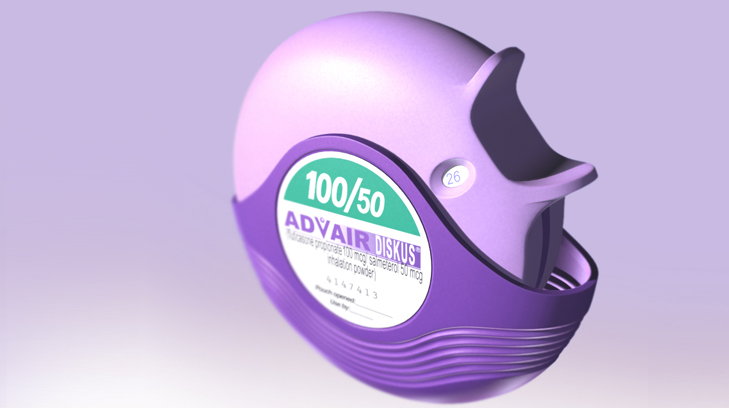 26
100/50
ADVAIR DISKUS
(fluticasone propionate 100 mcg/ salmeterol 50 mcg
inhalation powder)
4147413
Pouch opened:
Use by: